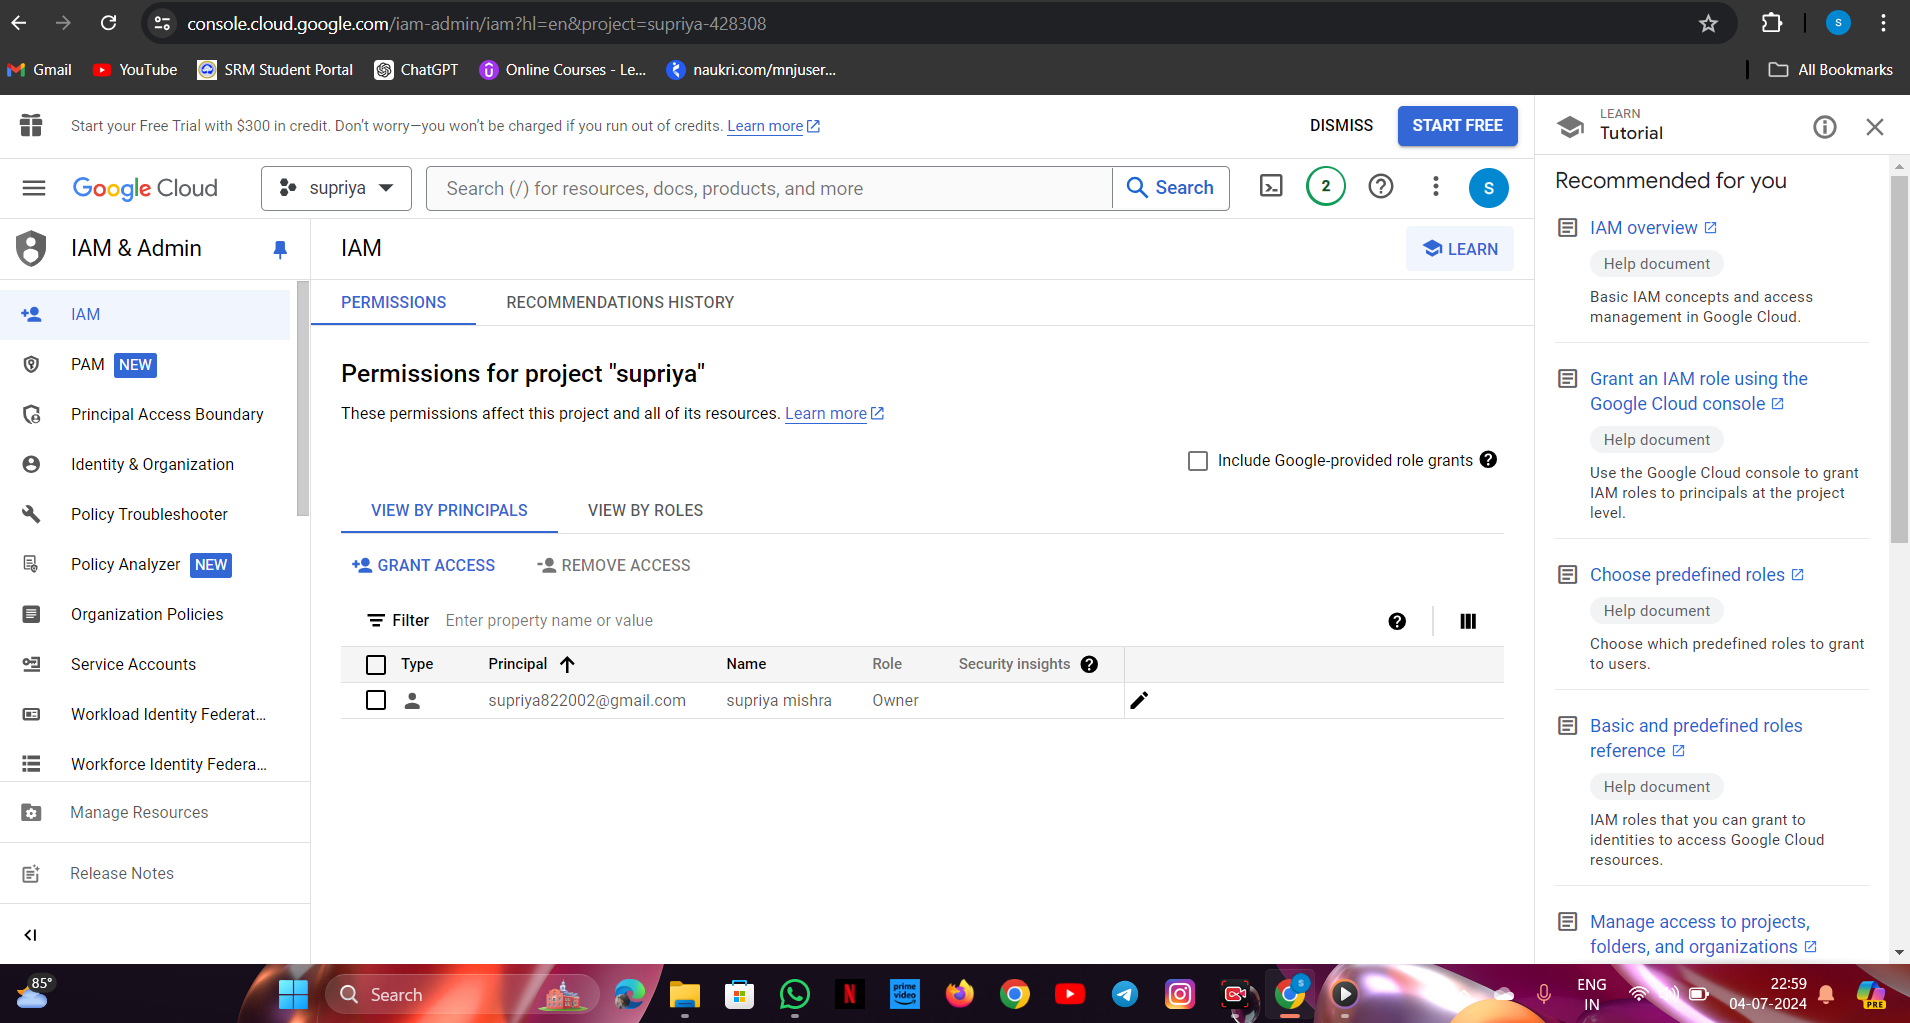 console.cloud.google.com/iam-admin/iam?hl=en&project=supriya-428308
S
Gmail
YouTube
SRM Student Portal
ChatGPT
Online Courses - Le...
naukri.com/mnjuser...
All Bookmarks
Start your Free Trial with $300 in credit. Don't worry—you won't be charged if you run out of credits. Learn more
DISMISS
START FREE
Google Cloud
supriya
Search (/) for resources, docs, products, and more
Search
2
S
IAM & Admin
IAM
PAM NEW
Principal Access Boundary
Identity & Organization
Policy Troubleshooter
Policy Analyzer NEW
Organization Policies
Service Accounts
Workload Identity Federat...
Workforce Identity Federa...
Manage Resources
Release Notes
IAM
LEARN
PERMISSIONS
RECOMMENDATIONS HISTORY
Permissions for project "supriya"
These permissions affect this project and all of its resources. Learn more
Include Google-provided role grants
VIEW BY PRINCIPALS
VIEW BY ROLES
GRANT ACCESS
REMOVE ACCESS
Filter Enter property name or value
Type Principal Name Role Security insights
supriya822002@gmail.com supriya mishra Owner
LEARN
Tutorial
Recommended for you
IAM overview
Help document
Basic IAM concepts and access
management in Google Cloud.
Grant an IAM role using the
Google Cloud console
Help document
Use the Google Cloud console to grant
IAM roles to principals at the project
level.
Choose predefined roles
Help document
Choose which predefined roles to grant
to users.
Basic and predefined roles
reference
Help document
IAM roles that you can grant to
identities to access Google Cloud
resources.
Manage access to projects,
folders, and organizations
85°
Search
N
prime
video
S
ENG
IN
22:59
04-07-2024
PRE